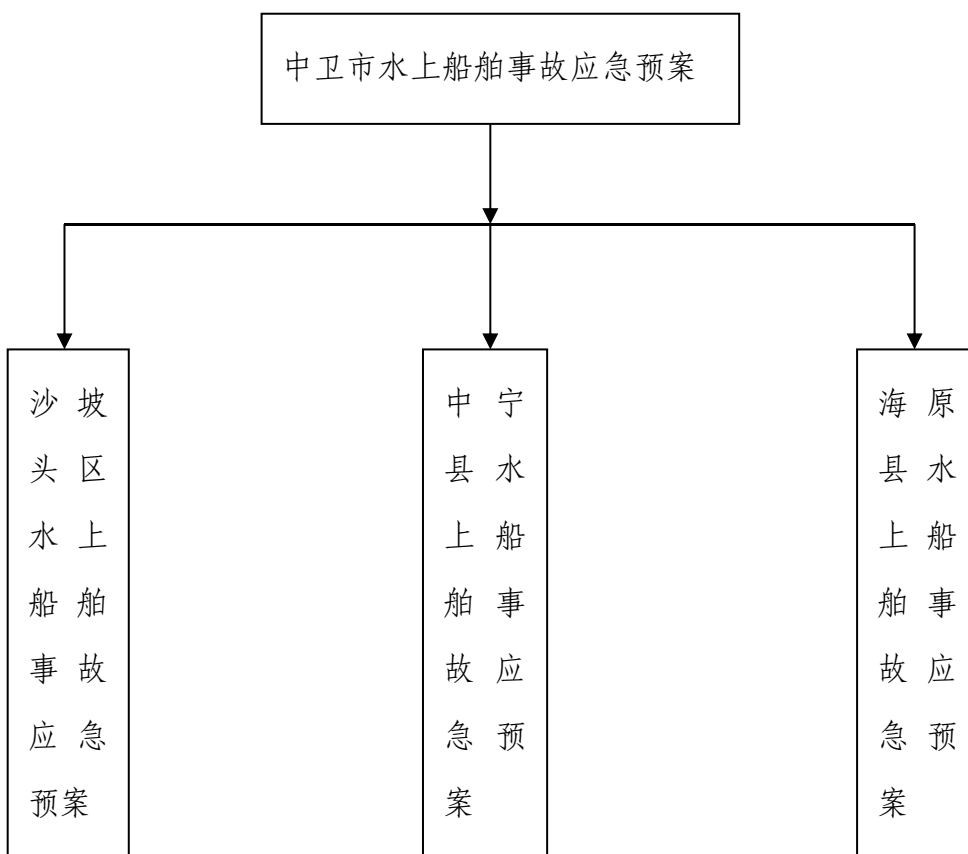 中卫市水上船舶事故应急预案
沙坡
头区
水上
船舶
事故
应急
预案
中宁
县水
上船
舶事
故应
急预
案
海原
县水
上船
舶事
故应
急预
案